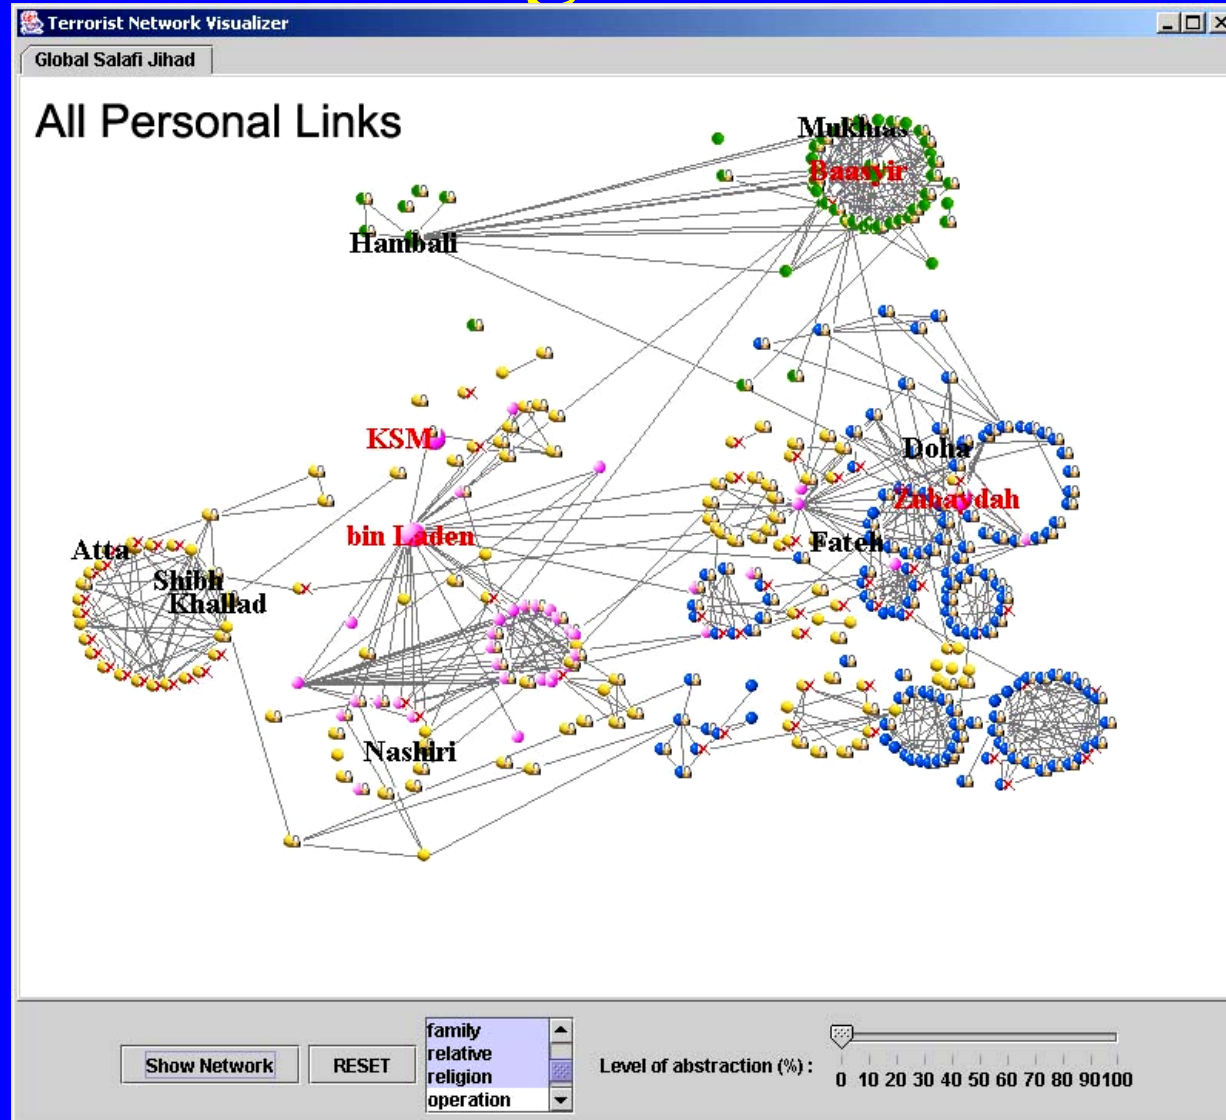 Terrorist Network Visualizer
Global Salafi Jihad
All Personal Links
Mukhlas
Baasyir
Hambali
KSM
Doha
Zubaydah
bin Laden
Fateh
Atta
Shibh
Khallad
Nashiri
family
relative
religion
operation
Show Network
RESET
Level of abstraction (%) :
0 10 20 30 40 50 60 70 80 90100